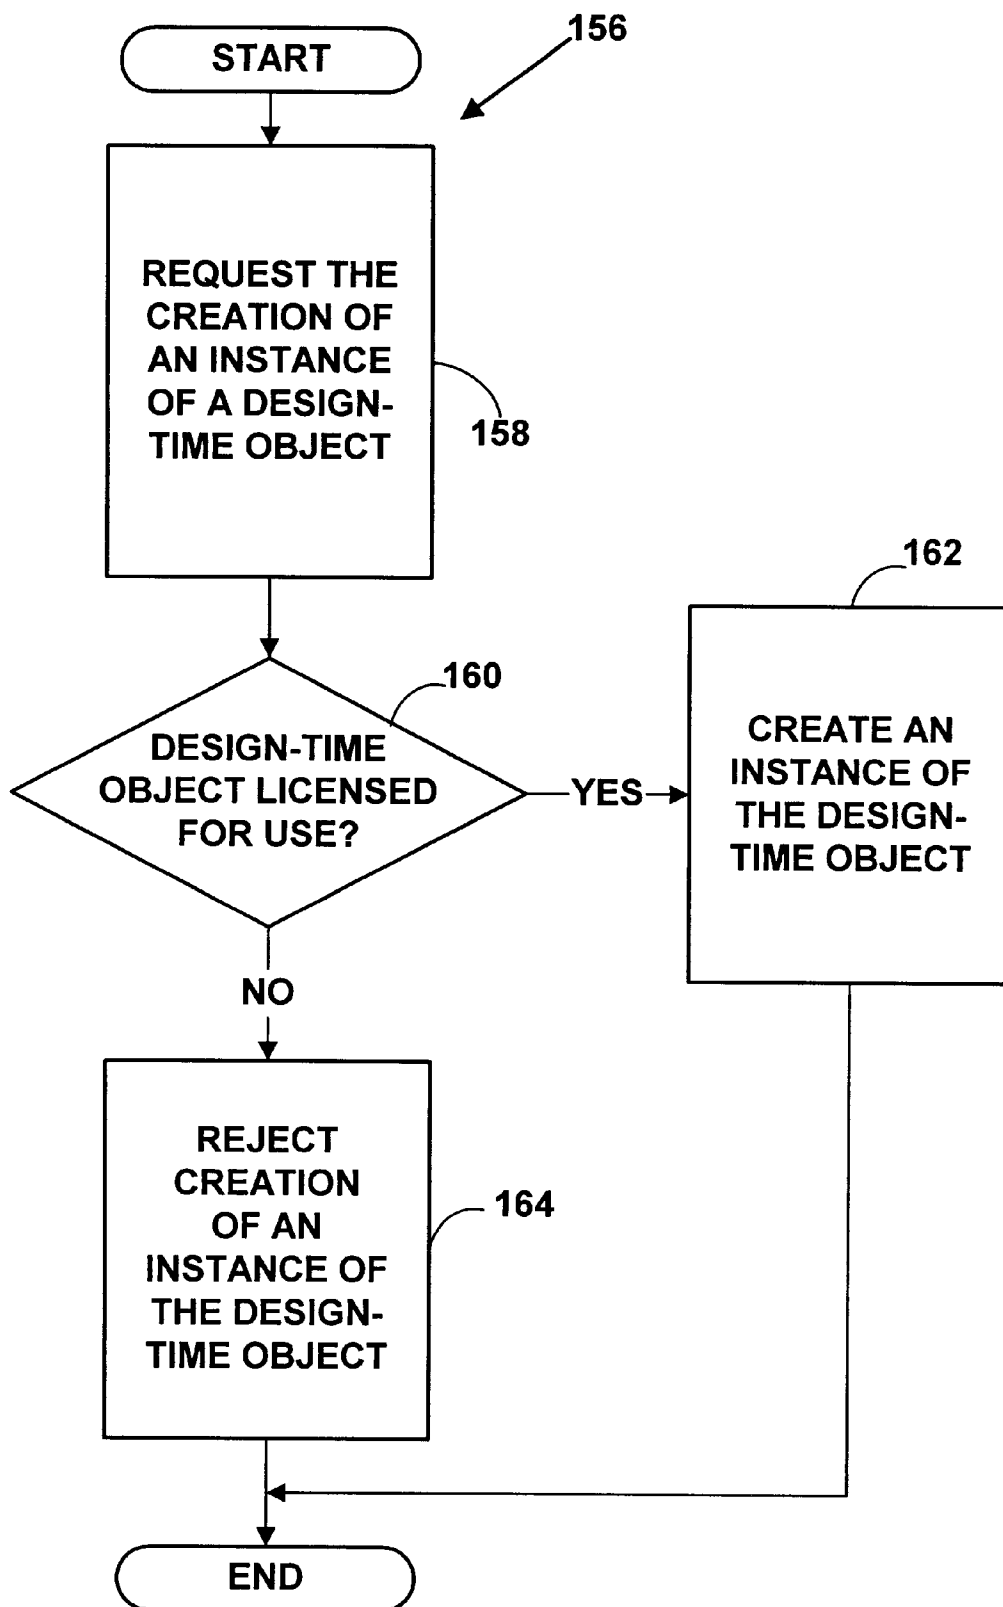 START
156
REQUEST THE
CREATION OF
AN INSTANCE
OF A DESIGN-
TIME OBJECT
158
160
DESIGN-TIME
OBJECT LICENSED
FOR USE?
YES
162
CREATE AN
INSTANCE OF
THE DESIGN-
TIME OBJECT
NO
REJECT
CREATION
OF AN
INSTANCE OF
THE DESIGN-
TIME OBJECT
164
END